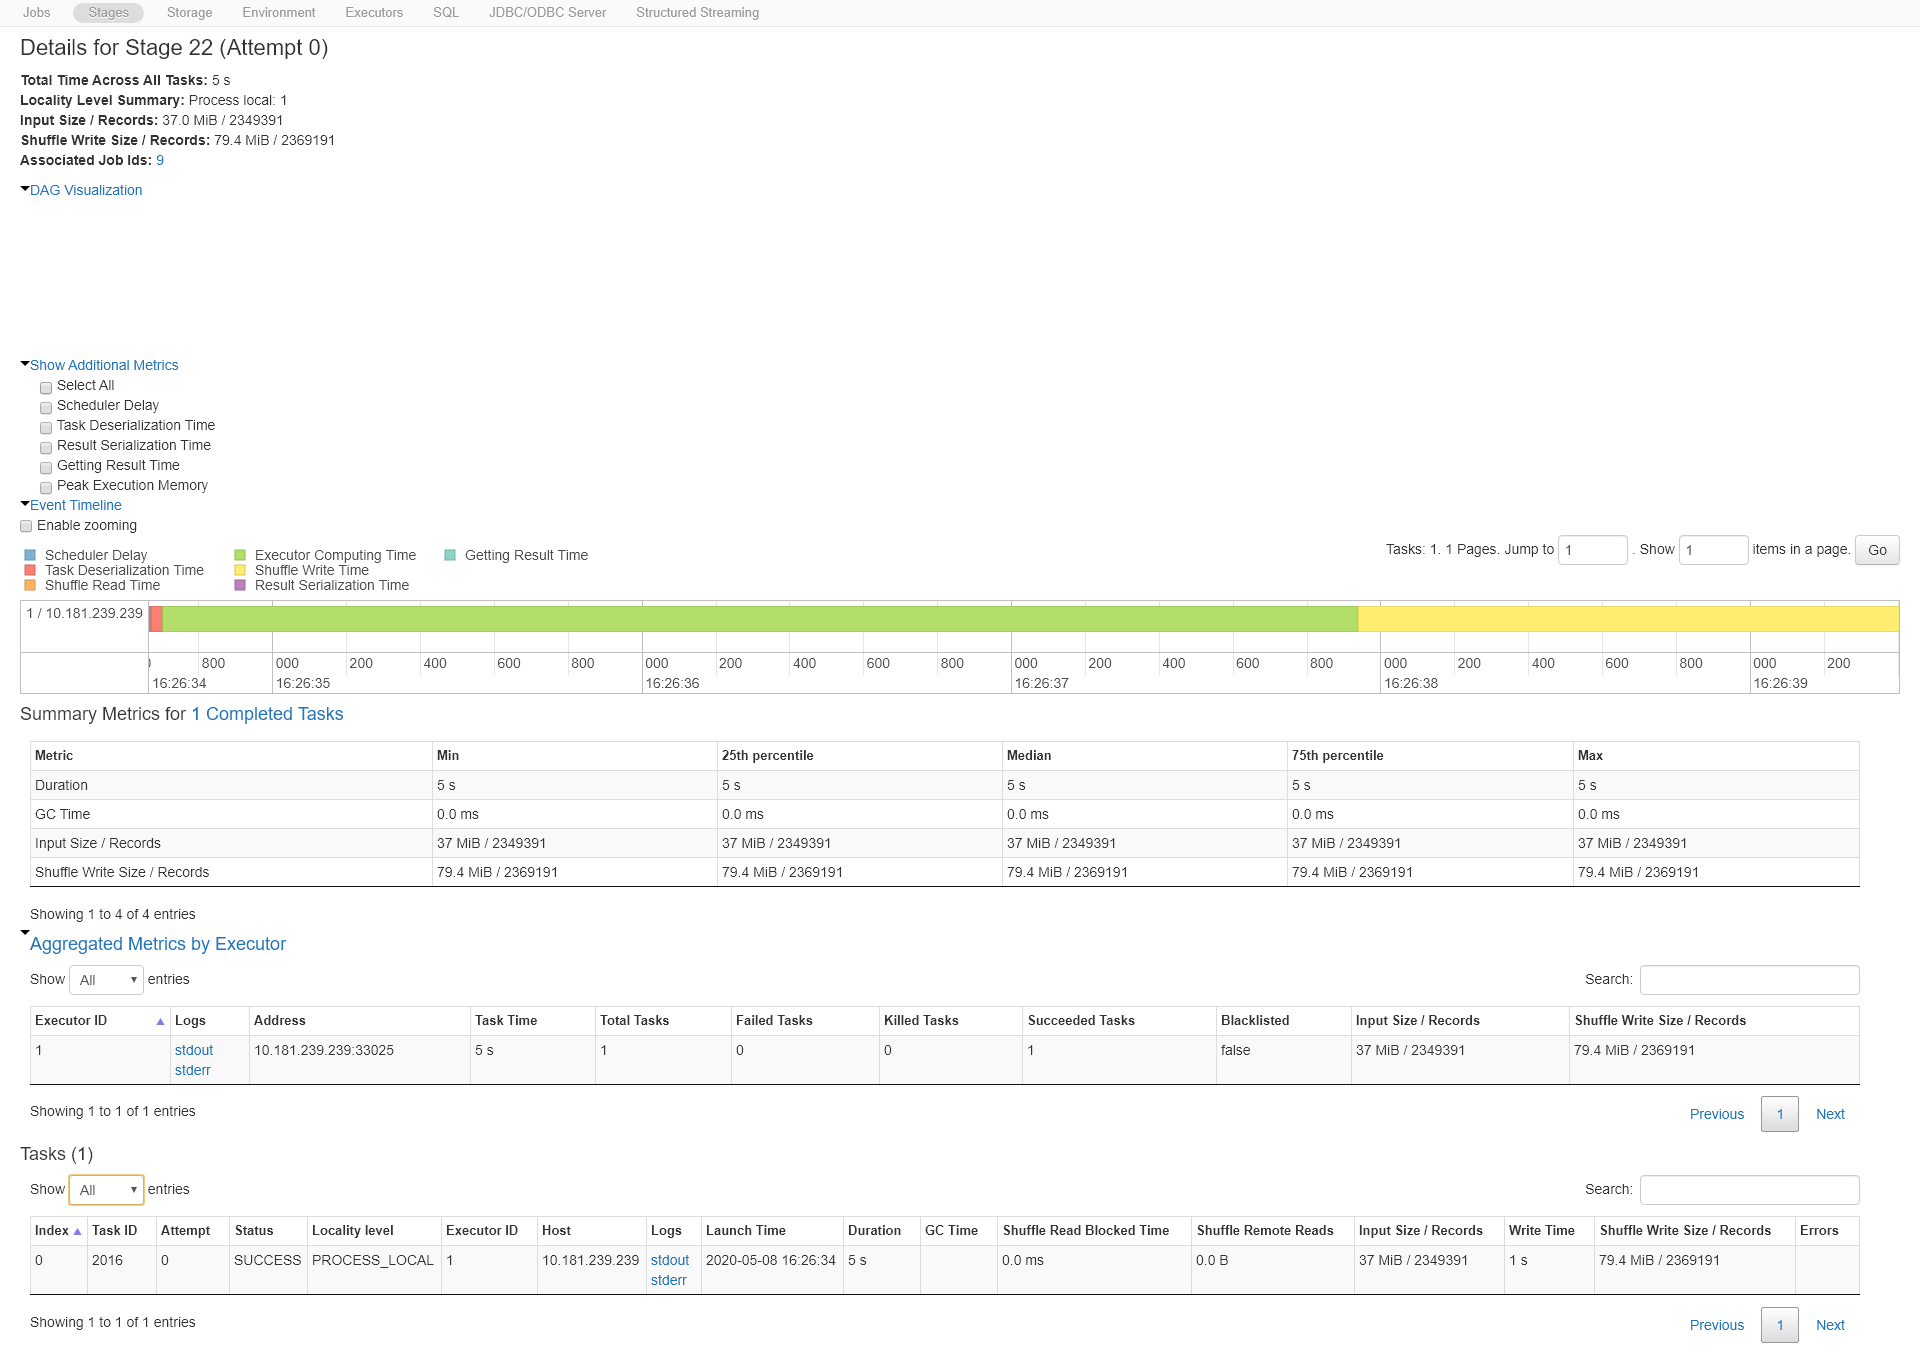 Jobs Stages Storage Environment Executors SQL JDBC/ODBC Server Structured Streaming
Details for Stage 22 (Attempt 0)
Total Time Across All Tasks: 5 s
Locality Level Summary: Process local: 1
Input Size / Records: 37.0 MiB / 2349391
Shuffle Write Size / Records: 79.4 MiB / 2369191
Associated Job Ids: 9
DAG Visualization
Show Additional Metrics
Select All
Scheduler Delay
Task Deserialization Time
Result Serialization Time
Getting Result Time
Peak Execution Memory
Event Timeline
Enable zooming
Tasks: 1. 1 Pages. Jump to 1 . Show 1 items in a page. Go
Scheduler Delay Executor Computing Time Getting Result Time
Task Deserialization Time Shuffle Write Time
Shuffle Read Time Result Serialization Time
1 / 10.181.239.239
800 000 200 400 600 800 000 200 400 600 800 000 200 400 600 800 000 200 400 600 800 000 200
16:26:34 16:26:35 16:26:36 16:26:37 16:26:38 16:26:39
Summary Metrics for 1 Completed Tasks
Metric Min 25th percentile Median 75th percentile Max
Duration 5 s 5 s 5 s 5 s 5 s
GC Time 0.0 ms 0.0 ms 0.0 ms 0.0 ms 0.0 ms
Input Size / Records 37 MiB / 2349391 37 MiB / 2349391 37 MiB / 2349391 37 MiB / 2349391 37 MiB / 2349391
Shuffle Write Size / Records 79.4 MiB / 2369191 79.4 MiB / 2369191 79.4 MiB / 2369191 79.4 MiB / 2369191 79.4 MiB / 2369191
Showing 1 to 4 of 4 entries
Aggregated Metrics by Executor
Show All entries Search:
Executor ID Logs Address Task Time Total Tasks Failed Tasks Killed Tasks Succeeded Tasks Blacklisted Input Size / Records Shuffle Write Size / Records
1 stdout 10.181.239.239:33025 5 s 1 0 0 1 false 37 MiB / 2349391 79.4 MiB / 2369191
stderr
Showing 1 to 1 of 1 entries Previous 1 Next
Tasks (1)
Show All entries Search:
Index Task ID Attempt Status Locality level Executor ID Host Logs Launch Time Duration GC Time Shuffle Read Blocked Time Shuffle Remote Reads Input Size / Records Write Time Shuffle Write Size / Records Errors
0 2016 0 SUCCESS PROCESS_LOCAL 1 10.181.239.239 stdout 2020-05-08 16:26:34 5 s 0.0 ms 0.0 B 37 MiB / 2349391 1 s 79.4 MiB / 2369191
stderr
Showing 1 to 1 of 1 entries Previous 1 Next